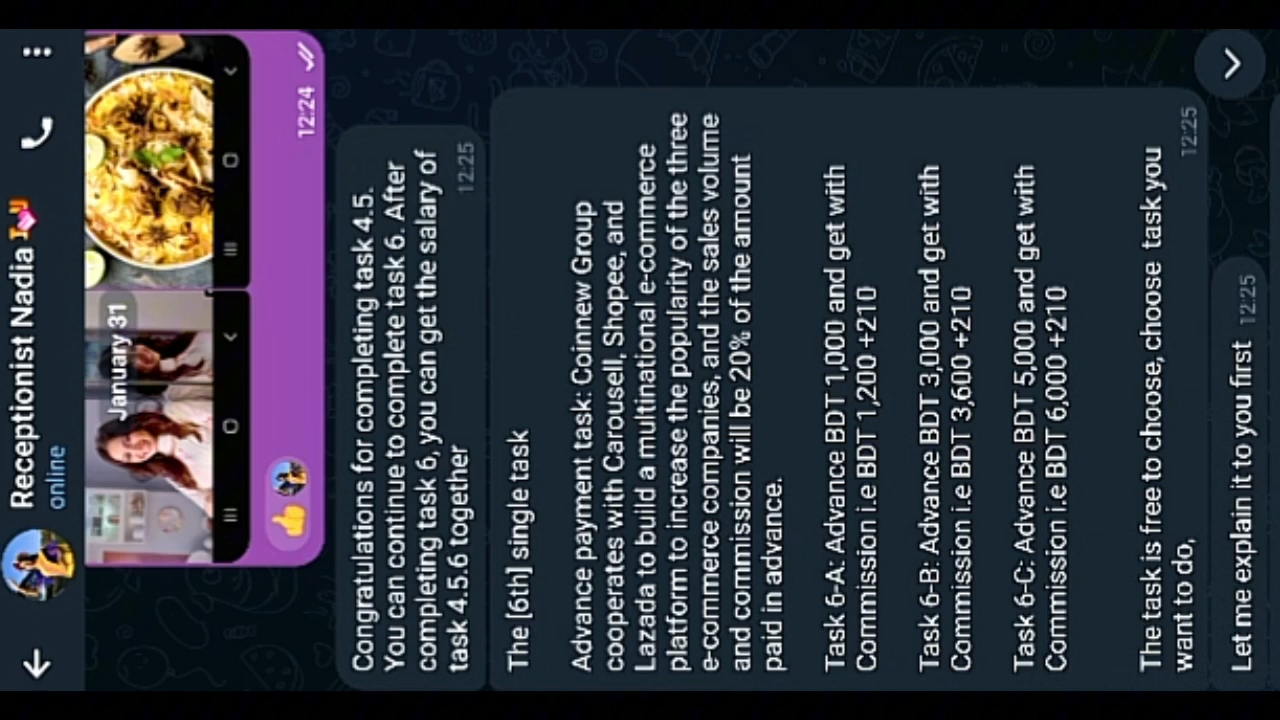 Receptionist Nadia
online
January 31
12:24
Congratulations for completing task 4.5.
You can continue to complete task 6. After
completing task 6, you can get the salary of
task 4.5.6 together
12:25
The [6th] single task
Advance payment task: Coinnew Group
cooperates with Carousell, Shopee, and
Lazada to build a multinational e-commerce
platform to increase the popularity of the three
e-commerce companies, and the sales volume
and commission will be 20% of the amount
paid in advance.
Task 6-A: Advance BDT 1,000 and get with
Commission i.e BDT 1,200 +210
Task 6-B: Advance BDT 3,000 and get with
Commission i.e BDT 3,600 +210
Task 6-C: Advance BDT 5,000 and get with
Commission i.e BDT 6,000 +210
The task is free to choose, choose task you
want to do,
12:25
Let me explain it to you first 12:25